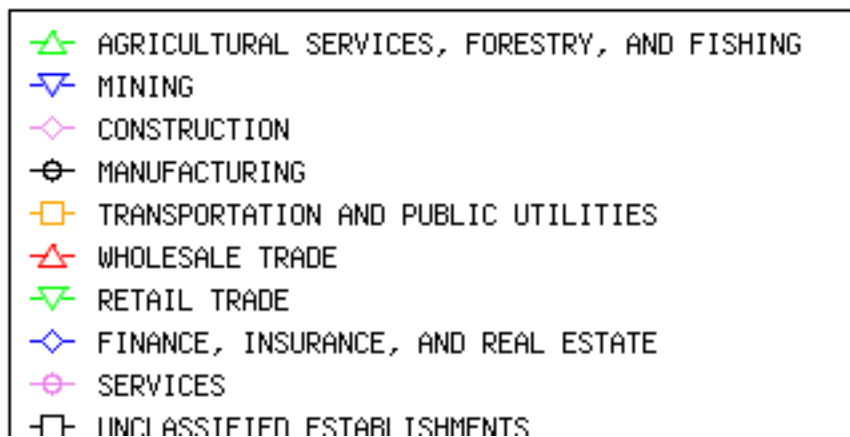 AGRICULTURAL SERVICES, FORESTRY, AND FISHING
MINING
CONSTRUCTION
MANUFACTURING
TRANSPORTATION AND PUBLIC UTILITIES
WHOLESALE TRADE
RETAIL TRADE
FINANCE, INSURANCE, AND REAL ESTATE
SERVICES
UNCLASSIFIED ESTABLISHMENTS